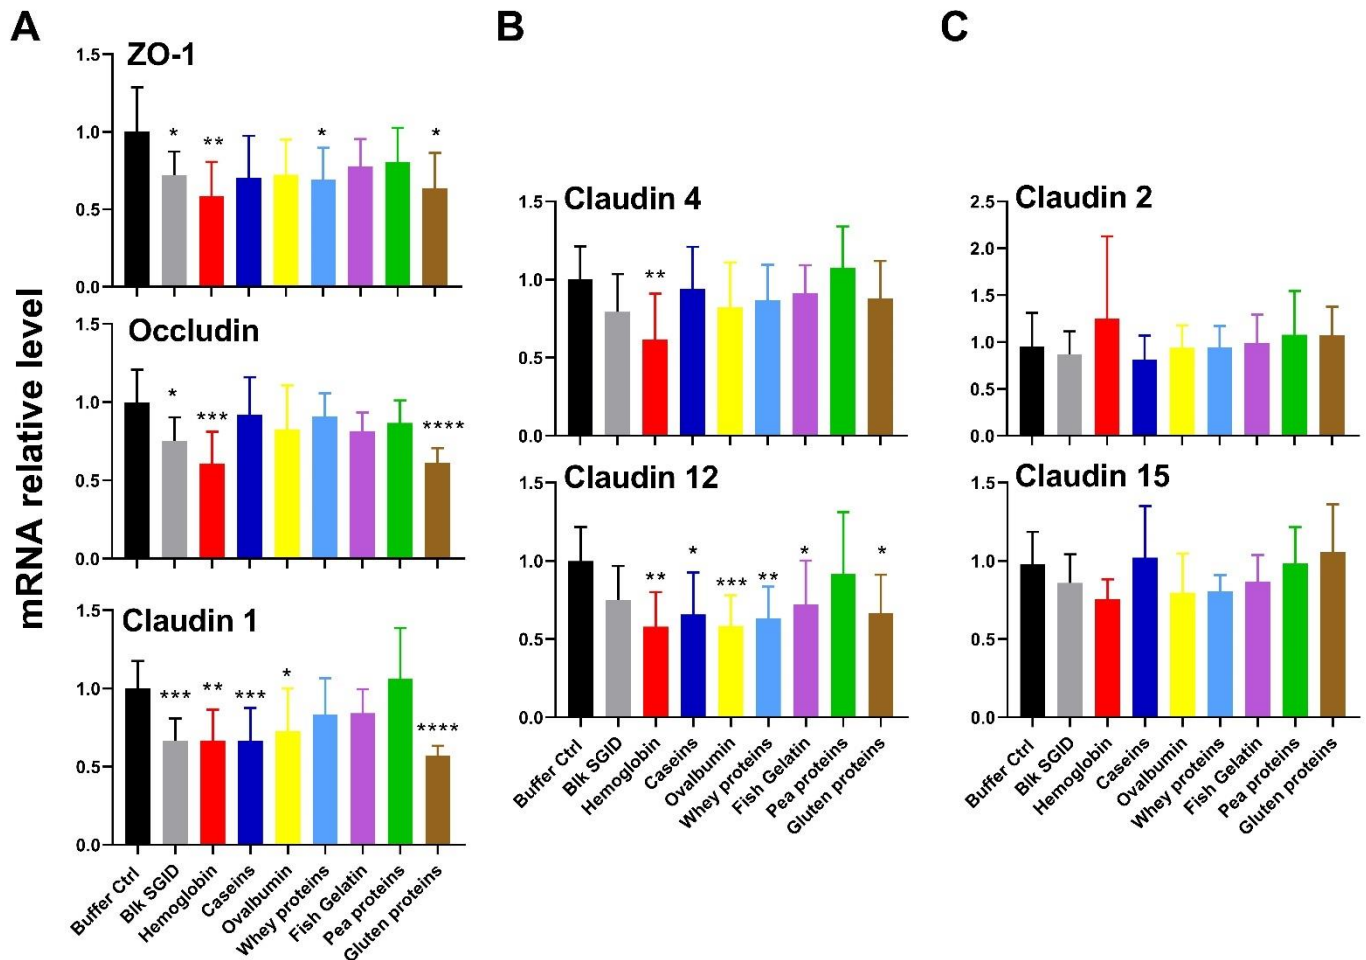 A
B
C
mRNA relative level
ZO-1
1.5
1.0
0.5
0.0
*
**
*
*
Occludin
1.5
1.0
0.5
0.0
*
***
****
Claudin 1
1.5
1.0
0.5
0.0
***
**
***
*
****
Buffer Ctrl
Blk SGID
Hemoglobin
Caseins
Ovalbumin
Whey proteins
Fish Gelatin
Pea proteins
Gluten proteins
Claudin 4
1.5
1.0
0.5
0.0
**
Claudin 12
1.5
1.0
0.5
0.0
**
*
***
**
*
*
Buffer Ctrl
Blk SGID
Hemoglobin
Caseins
Ovalbumin
Whey proteins
Fish Gelatin
Pea proteins
Gluten proteins
Claudin 2
2.5
2.0
1.5
1.0
0.5
0.0
Claudin 15
1.5
1.0
0.5
0.0
Buffer Ctrl
Blk SGID
Hemoglobin
Caseins
Ovalbumin
Whey proteins
Fish Gelatin
Pea proteins
Gluten proteins